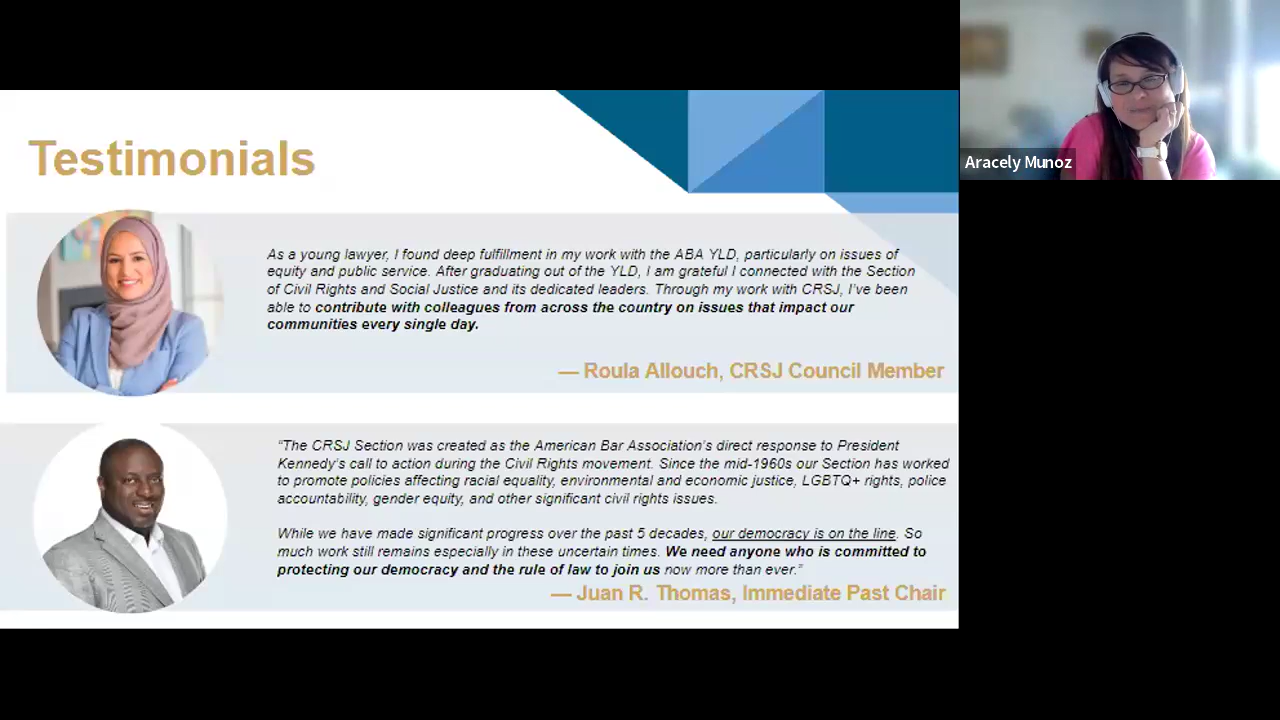 Testimonials
As a young lawyer, I found deep fulfillment in my work with the ABA YLD, particularly on issues of
equity and public service. After graduating out of the YLD, I am grateful I connected with the Section
of Civil Rights and Social Justice and its dedicated leaders. Through my work with CRSJ, I've been
able to contribute with colleagues from across the country on issues that impact our
communities every single day.
— Roula Allouch, CRSJ Council Member
“The CRSJ Section was created as the American Bar Association's direct response to President
Kennedy's call to action during the Civil Rights movement. Since the mid-1960s our Section has worked
to promote policies affecting racial equality, environmental and economic justice, LGBTQ+ rights, police
accountability, gender equity, and other significant civil rights issues.
While we have made significant progress over the past 5 decades, our democracy is on the line. So
much work still remains especially in these uncertain times. We need anyone who is committed to
protecting our democracy and the rule of law to join us now more than ever.”
— Juan R. Thomas, Immediate Past Chair
Aracely Munoz